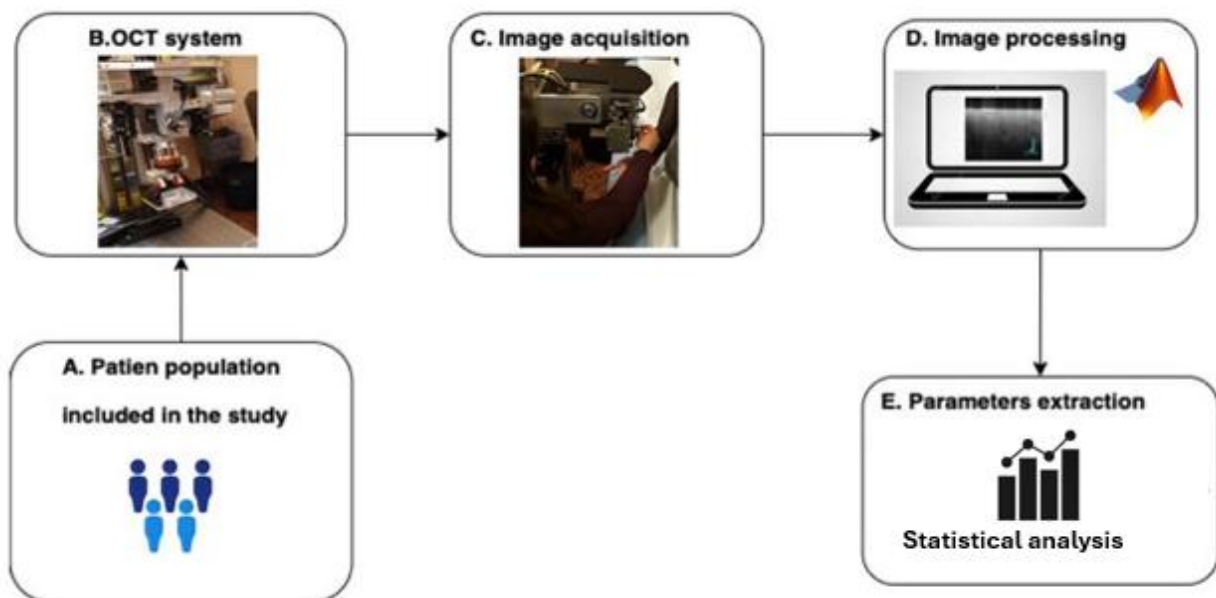 B.OCT system
C. Image acquisition
D. Image processing
A. Patien population
included in the study
E. Parameters extraction
Statistical analysis